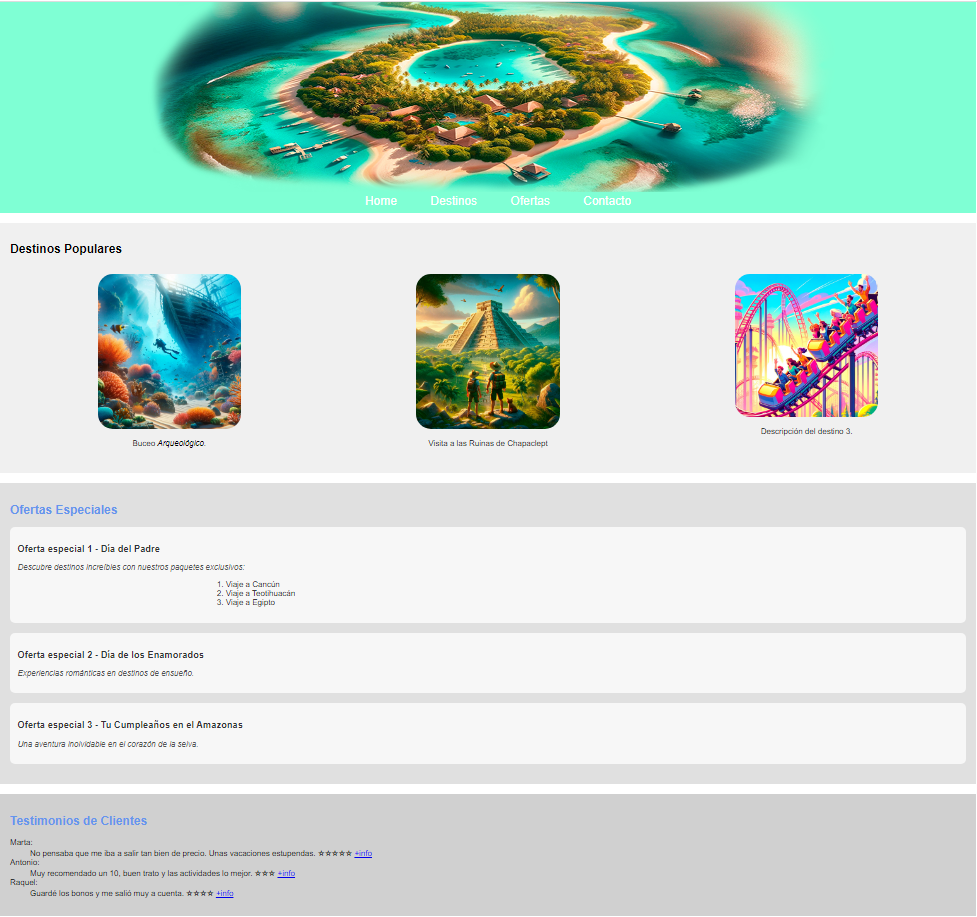 Home Destinos Ofertas Contacto
Destinos Populares
Buceo Arqueológico.
Visita a las Ruinas de Chapaclept
Descripción del destino 3.
Ofertas Especiales
Oferta especial 1 - Día del Padre
Descubre destinos increíbles con nuestros paquetes exclusivos:
1. Viaje a Cancún
2. Viaje a Teotihuacán
3. Viaje a Egipto
Oferta especial 2 - Día de los Enamorados
Experiencias románticas en destinos de ensueño.
Oferta especial 3 - Tu Cumpleaños en el Amazonas
Una aventura inolvidable en el corazón de la selva.
Testimonios de Clientes
Marta:
No pensaba que me iba a salir tan bien de precio. Unas vacaciones estupendas. ☆☆☆☆☆ +info
Antonio:
Muy recomendado un 10, buen trato y las actividades lo mejor. ☆☆☆ +info
Raquel:
Guardé los bonos y me salió muy a cuenta. ☆☆☆☆ +info